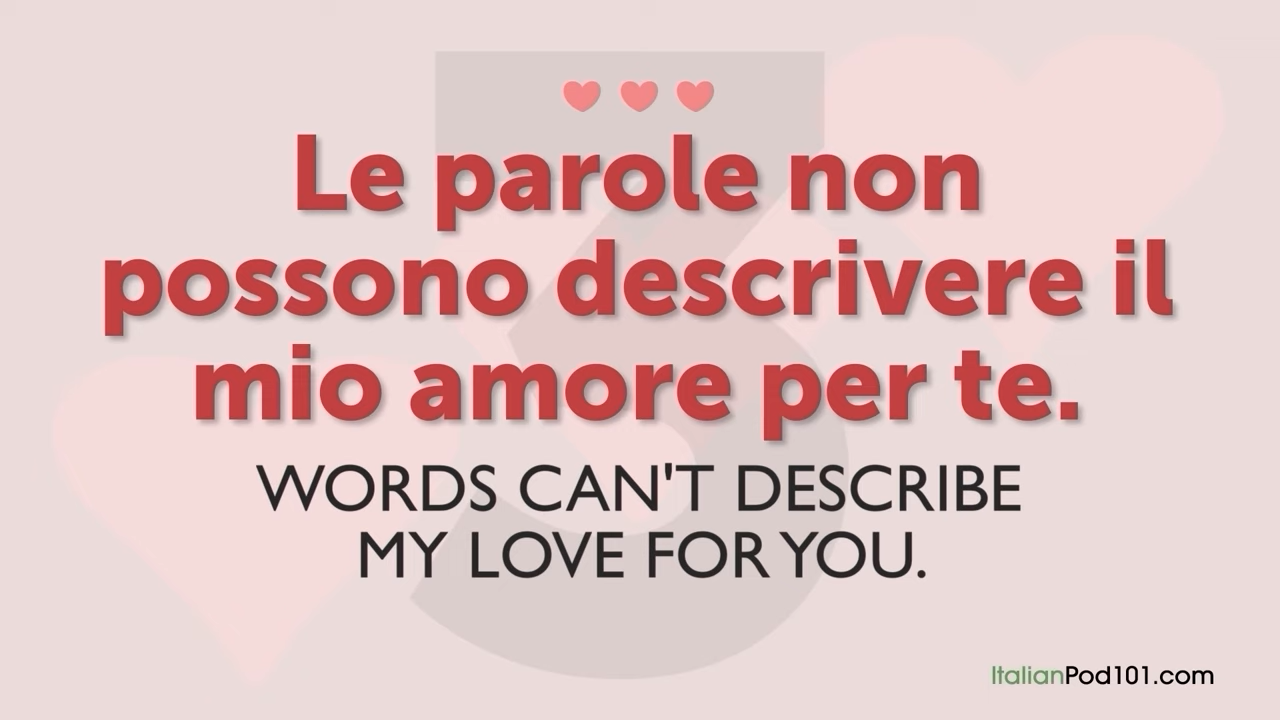 3
Le parole non
possono descrivere il
mio amore per te.
WORDS CAN'T DESCRIBE
MY LOVE FOR YOU.
ItalianPod101.com